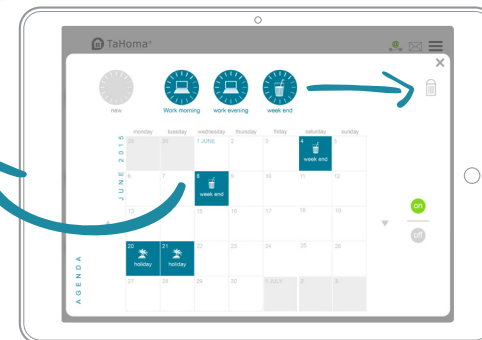 TaHoma®
new
Work morning
work evening
week end
JUNE 2015
monday tuesday wednesday thursday friday saturday sunday
29 30 1 JUNE 2 3 4 5
week end
6 7 8 9 10 11 12
week end
13 15 16 17 18 19
20 21 22 23 24 25 26
holiday holiday
27 28 29 30 1 JULY 2 3
AGENDA
on
off